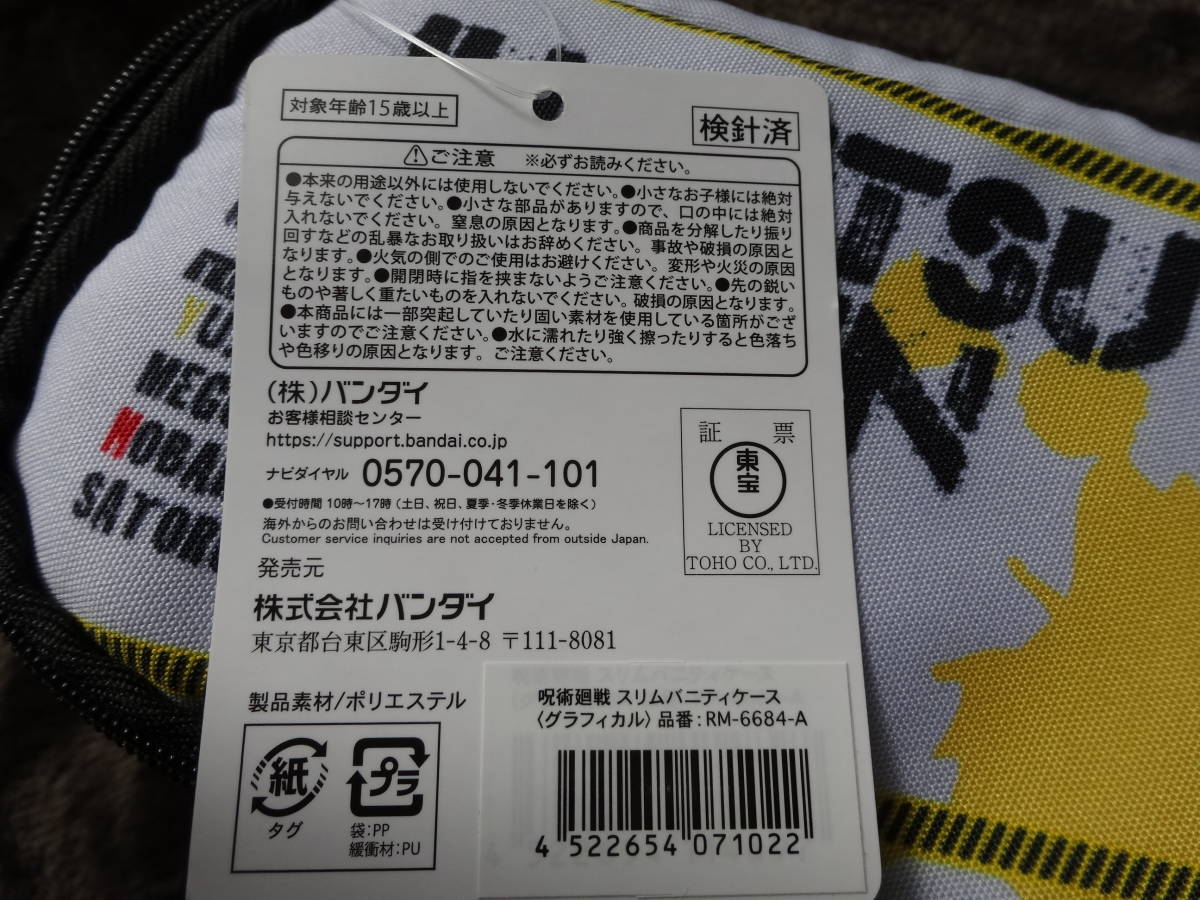 対象年齢15歳以上
検針済
⚠ご注意 ※必ずお読みください。
●本来の用途以外には使用しないでください。●小さなお子様には絶対
与えないでください。●小さな部品がありますので、口の中には絶対
入れないでください。窒息の原因となります。●商品を分解したり振り
回すなどの乱暴なお取り扱いはお辞めください。事故や破損の原因と
なります。●火気の側でのご使用はお避けください。変形や火災の原因
となります。●開閉時に指を挟まないようご注意ください。●先の鋭い
ものや著しく重たいものを入れないでください。破損の原因となります。
●本商品には一部突起していたり固い素材を使用している箇所がござ
いますのでご注意ください。●水に濡れたり強く擦ったりすると色落ち
や色移りの原因となります。ご注意ください。
(株)バンダイ
お客様相談センター
https://support.bandai.co.jp
ナビダイヤル 0570-041-101
●受付時間 10時～17時(土日、祝日、夏季・冬季休業日を除く)
海外からのお問い合わせは受け付けておりません。
Customer service inquiries are not accepted from outside Japan.
証 票
東宝
LICENSED
BY
TOHO CO., LTD.
発売元
株式会社バンダイ
東京都台東区駒形1-4-8 〒111-8081
製品素材/ポリエステル
紙
タグ
プラ
袋:PP
緩衝材:PU
呪術廻戦 スリムバニティケース
〈グラフィカル〉 品番:RM-6684-A
4 522654 071022
TSU
SATOR